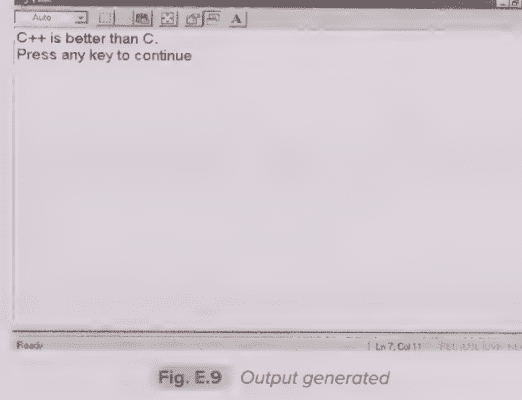 Auto
A
C++ is better than C.
Press any key to continue
Ready
Ln 7, Col 11
Fig. E.9 Output generated